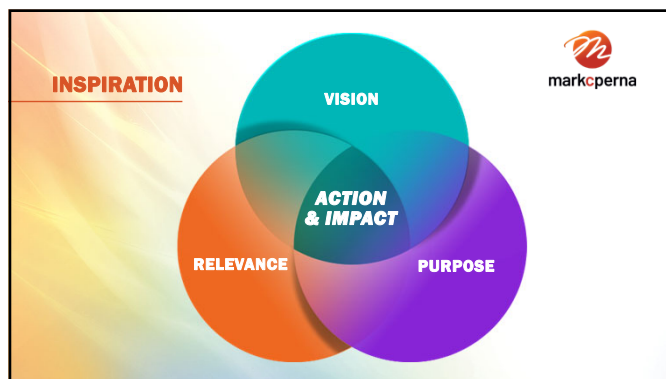 INSPIRATION
markcperna
VISION
ACTION
& IMPACT
RELEVANCE
PURPOSE